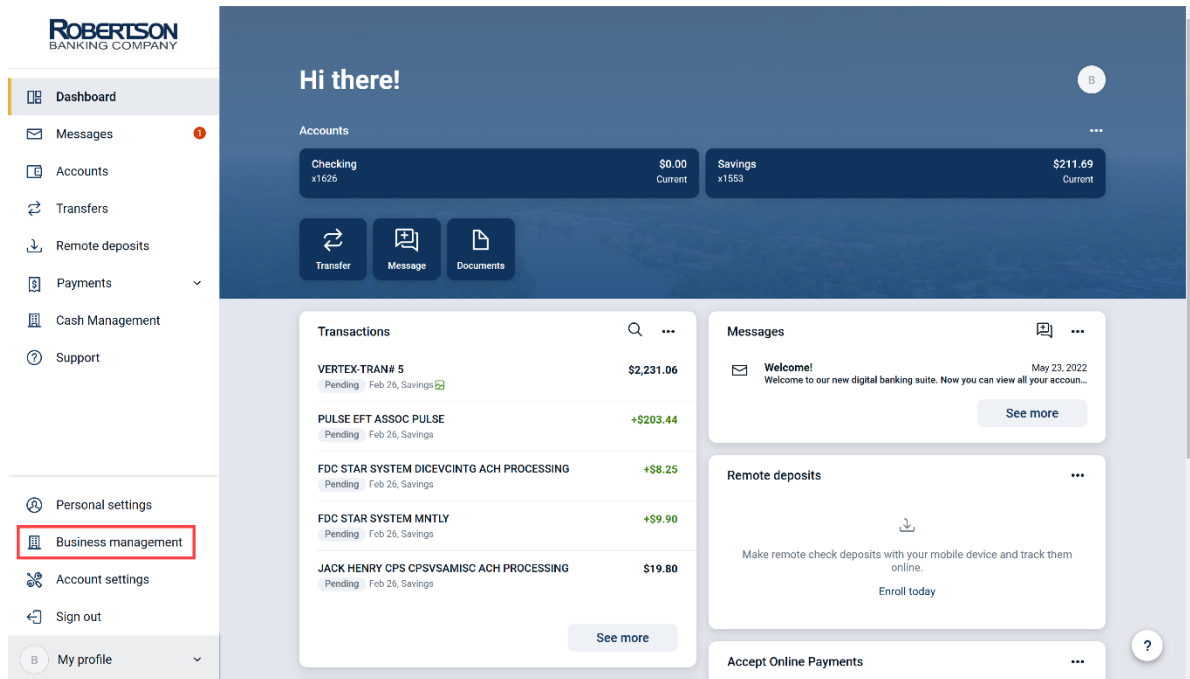 ROBERTSON
BANKING COMPANY
Dashboard
Messages 1
Accounts
Transfers
Remote deposits
Payments
Cash Management
Support
Personal settings
Business management
Account settings
Sign out
B My profile
Hi there!
B
Accounts
Checking $0.00
x1626 Current
Savings $211.69
x1553 Current
Transfer Message Documents
Transactions
VERTEX-TRAN# 5 $2,231.06
Pending Feb 26, Savings
PULSE EFT ASSOC PULSE +$203.44
Pending Feb 26, Savings
FDC STAR SYSTEM DICEVCINTG ACH PROCESSING +$8.25
Pending Feb 26, Savings
FDC STAR SYSTEM MNTLY +$9.90
Pending Feb 26, Savings
JACK HENRY CPS CPSVSAMISC ACH PROCESSING $19.80
Pending Feb 26, Savings
See more
Messages
Welcome! May 23, 2022
Welcome to our new digital banking suite. Now you can view all your accoun...
See more
Remote deposits
Make remote check deposits with your mobile device and track them
online.
Enroll today
Accept Online Payments
?